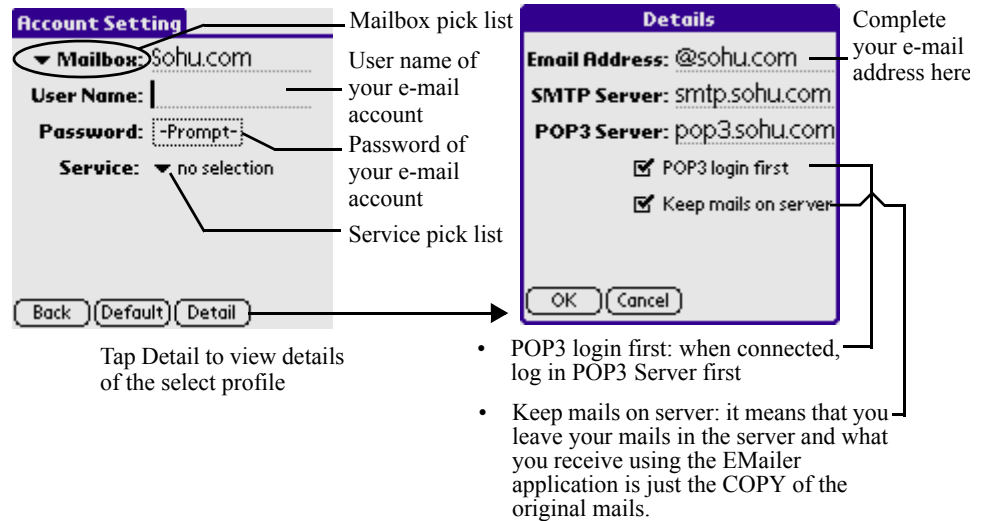 Account Setting
Mailbox: Sohu.com
User Name:
Password: -Prompt-
Service: no selection
Back Default Detail
Mailbox pick list
User name of
your e-mail
account
Password of
your e-mail
account
Service pick list
Tap Detail to view details
of the select profile
Details
Email Address: @sohu.com
SMTP Server: smtp.sohu.com
POP3 Server: pop3.sohu.com
POP3 login first
Keep mails on server
OK Cancel
Complete
your e-mail
address here
• POP3 login first: when connected,
log in POP3 Server first
• Keep mails on server: it means that you
leave your mails in the server and what
you receive using the EMailer
application is just the COPY of the
original mails.